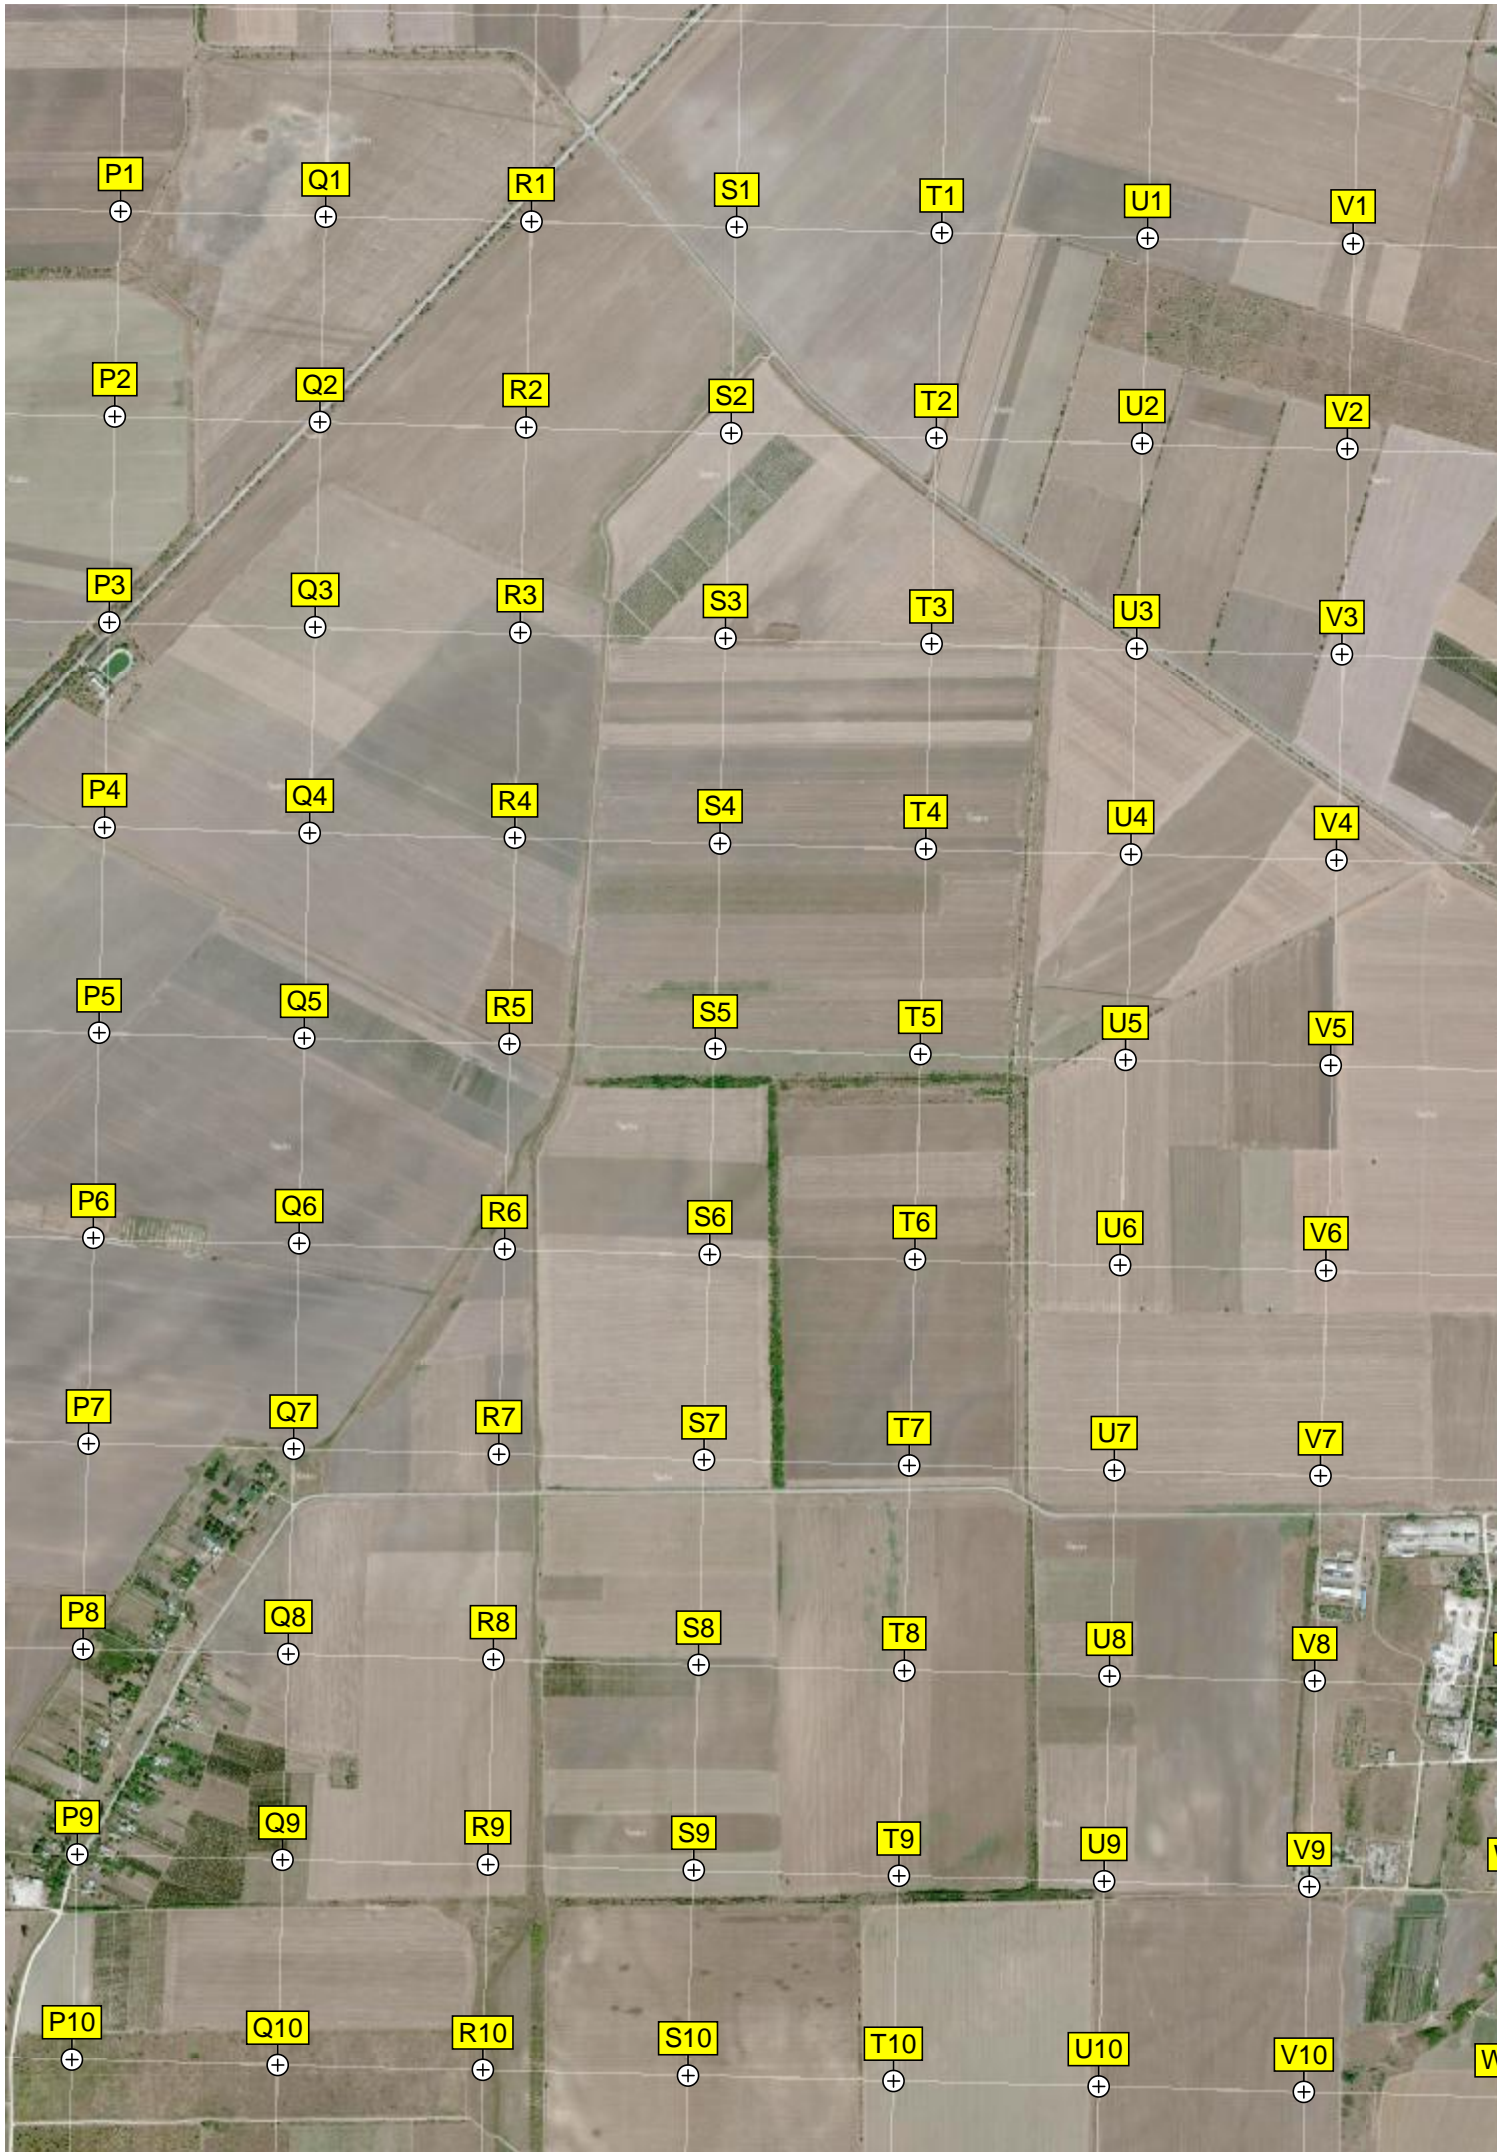 P1 Q1 R1 S1 T1 U1 V1
P2 Q2 R2 S2 T2 U2 V2
P3 Q3 R3 S3 T3 U3 V3
P4 Q4 R4 S4 T4 U4 V4
P5 Q5 R5 S5 T5 U5 V5
P6 Q6 R6 S6 T6 U6 V6
P7 Q7 R7 S7 T7 U7 V7
P8 Q8 R8 S8 T8 U8 V8
P9 Q9 R9 S9 T9 U9 V9
P10 Q10 R10 S10 T10 U10 V10